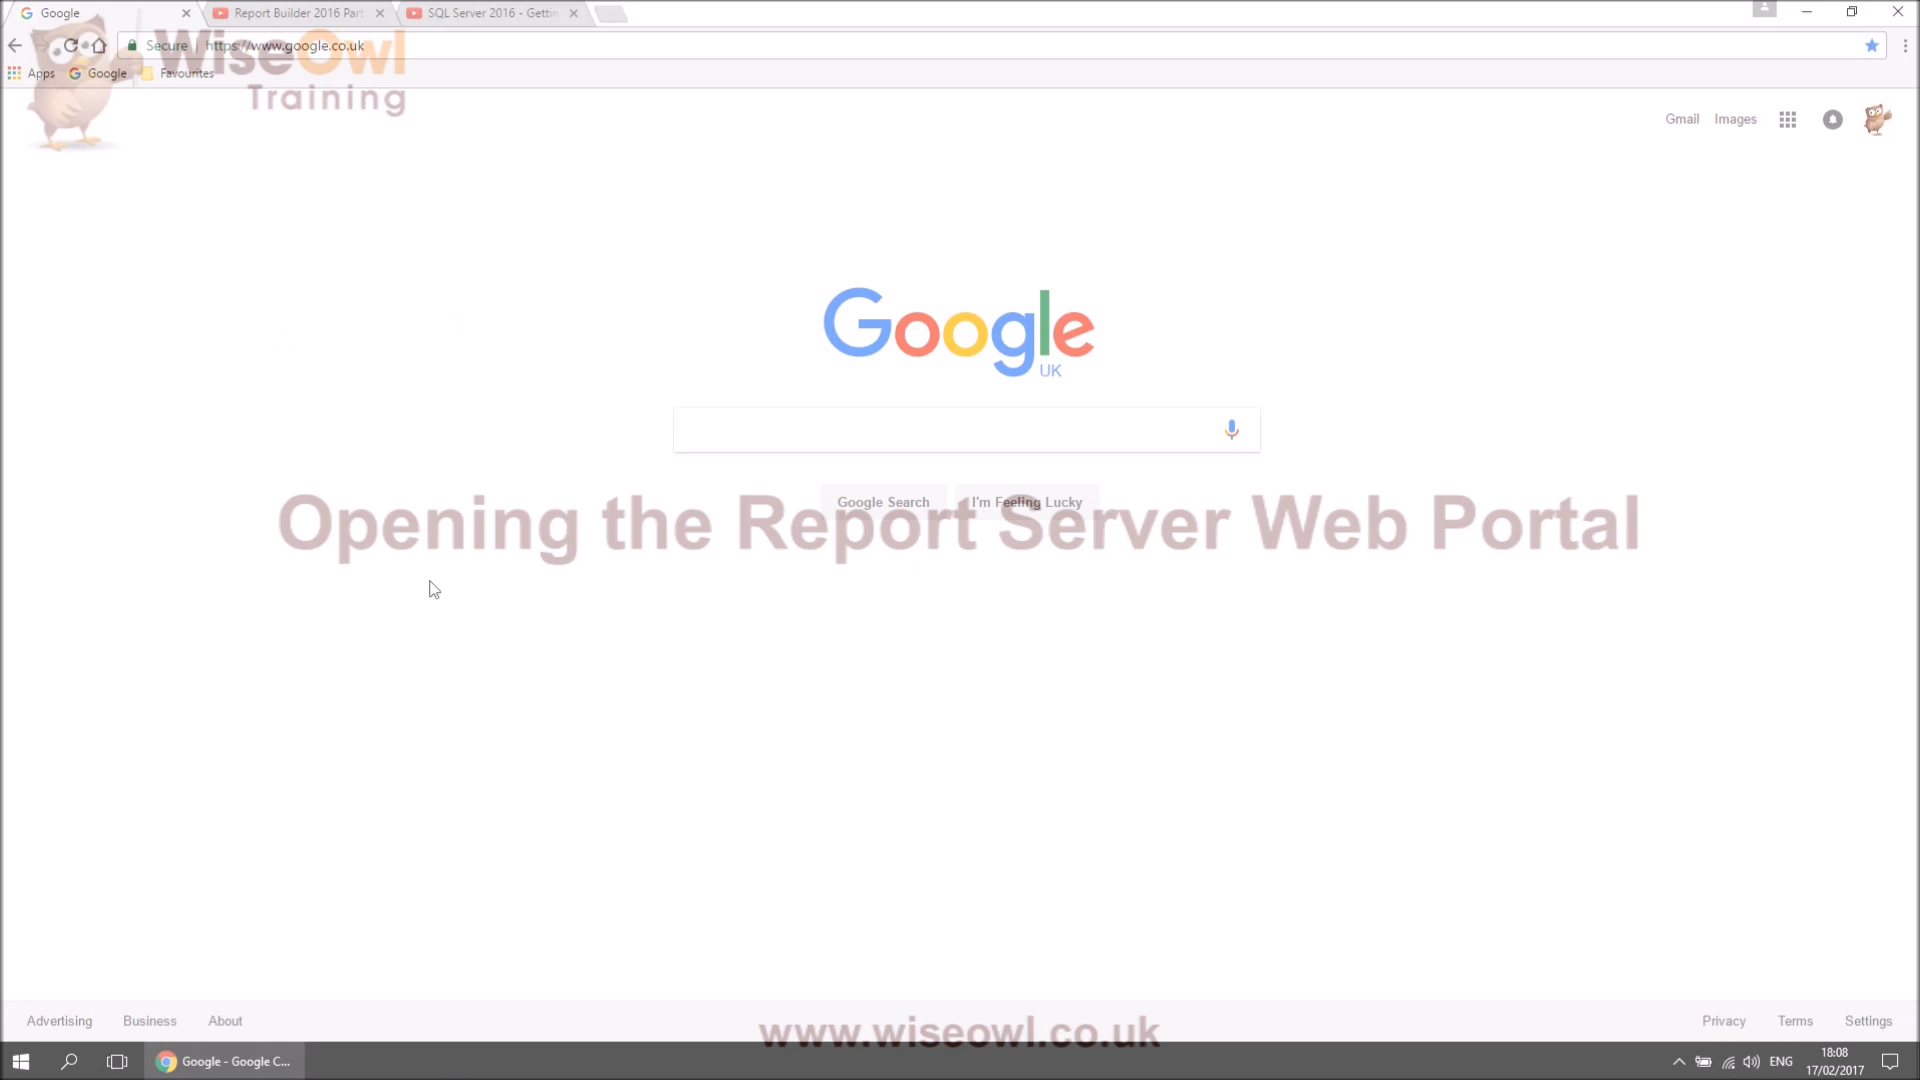 Google
Report Builder 2016 Part
SQL Server 2016 - Gettin
Secure
https://www.google.co.uk
WiseOwl
Apps
Google
Favourites
Training
Gmail
Images
Google
UK
Google Search
I'm Feeling Lucky
Opening the Report Server Web Portal
Advertising
Business
About
www.wiseowl.co.uk
Privacy
Terms
Settings
Google - Google C...
ENG
18:08
17/02/2017